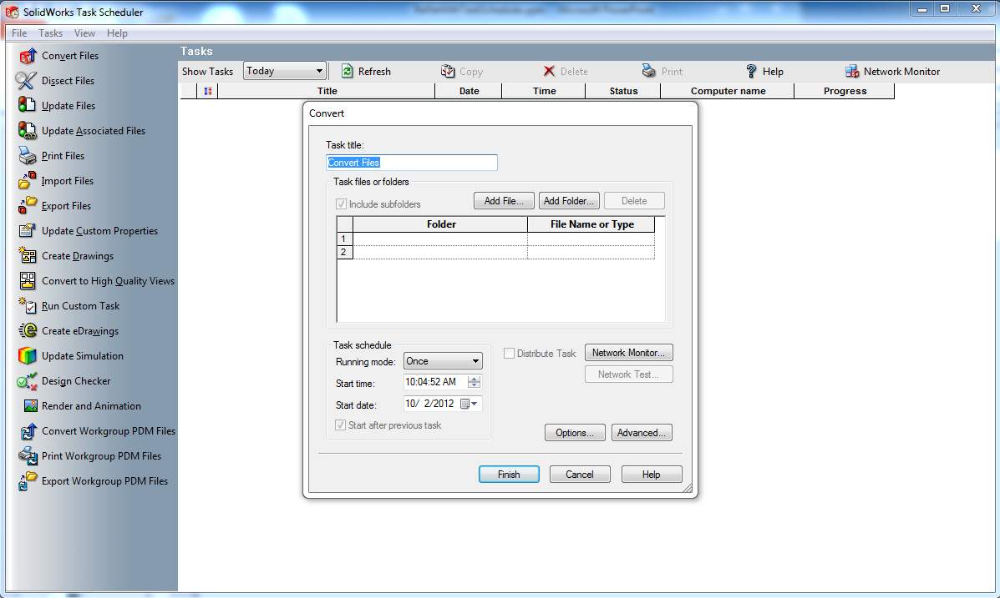 SolidWorks Task Scheduler
File Tasks View Help
Convert Files
Dissect Files
Update Files
Update Associated Files
Print Files
Import Files
Export Files
Update Custom Properties
Create Drawings
Convert to High Quality Views
Run Custom Task
Create eDrawings
Update Simulation
Design Checker
Render and Animation
Convert Workgroup PDM Files
Print Workgroup PDM Files
Export Workgroup PDM Files
Tasks
Show Tasks Today Refresh Copy Delete Print Help Network Monitor
Title Date Time Status Computer name Progress
Convert
Task title:
Convert Files
Task files or folders
Include subfolders Add File... Add Folder... Delete
Folder File Name or Type
1
2
Task schedule
Running mode: Once
Start time: 10:04:52 AM
Start date: 10/ 2/2012
Start after previous task
Distribute Task Network Monitor...
Network Test...
Options... Advanced...
Finish Cancel Help